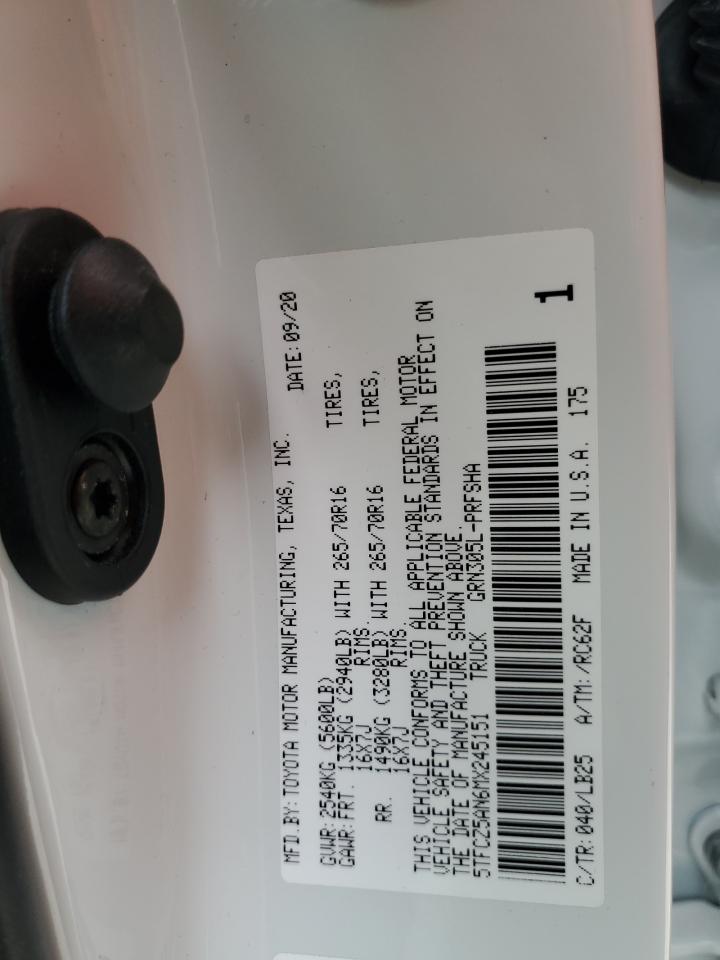 MFD.BY: TOYOTA MOTOR MANUFACTURING, TEXAS, INC.
DATE: 09/20
GVWR: 2540KG (5600LB)
GAWR: FRT. 1335KG (2940LB) WITH 265/70R16 TIRES,
16X7J RIMS.
RR. 1490KG (3280LB) WITH 265/70R16 TIRES,
16X7J RIMS.
THIS VEHICLE CONFORMS TO ALL APPLICABLE FEDERAL MOTOR
VEHICLE SAFETY AND THEFT PREVENTION STANDARDS IN EFFECT ON
THE DATE OF MANUFACTURE SHOWN ABOVE.
5TFCZ5AN6MX245151 TRUCK GRN305L-PRFSHA
1
C/TR: 040/LB25 A/TM: /RC62F MADE IN U.S.A. 175